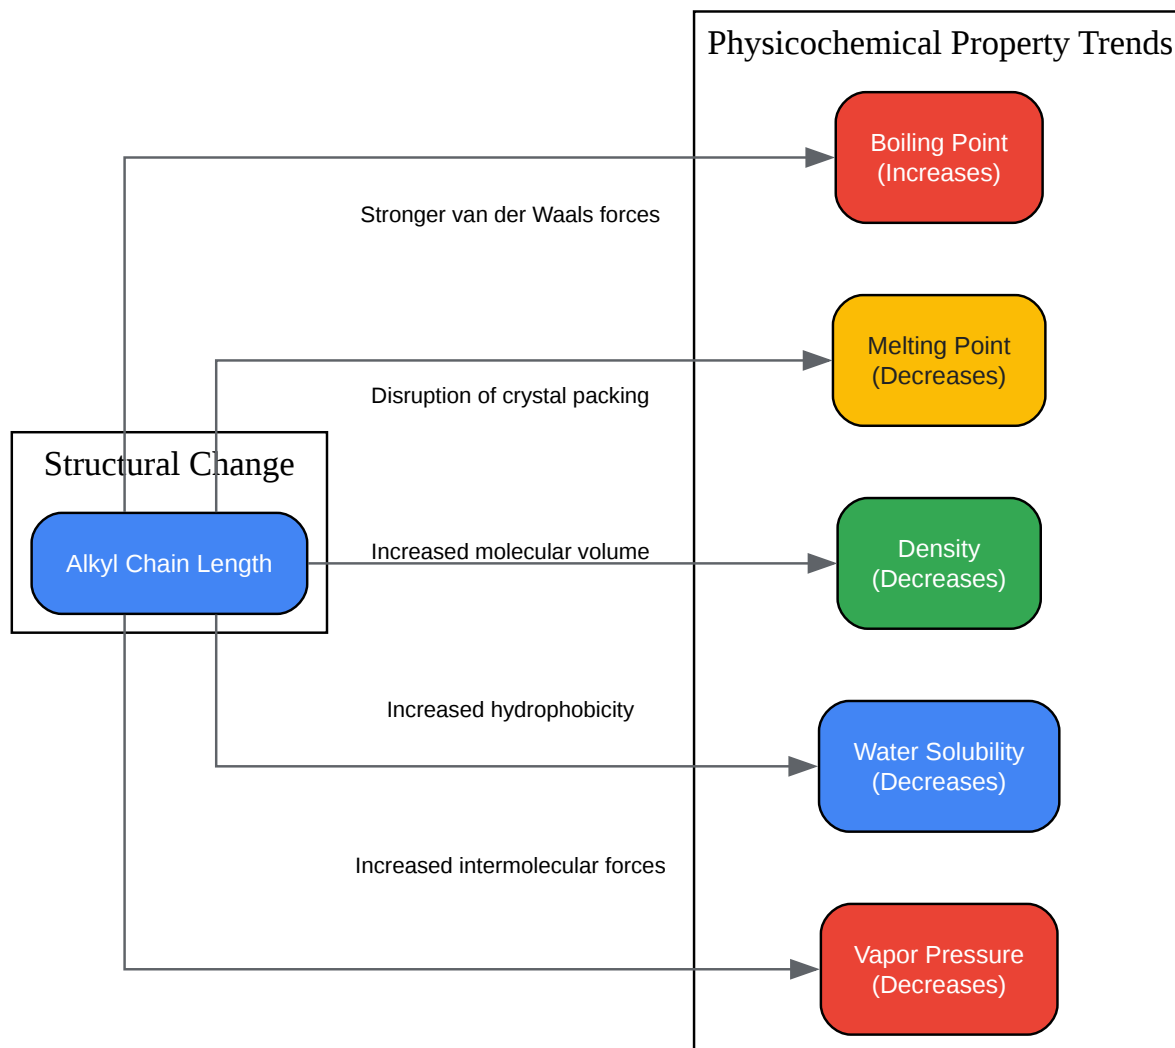 Physicochemical Property Trends
Boiling Point
(Increases)
Stronger van der Waals forces
Melting Point
(Decreases)
Disruption of crystal packing
Structural Change
Alkyl Chain Length
Increased molecular volume
Density
(Decreases)
Increased hydrophobicity
Water Solubility
(Decreases)
Increased intermolecular forces
Vapor Pressure
(Decreases)